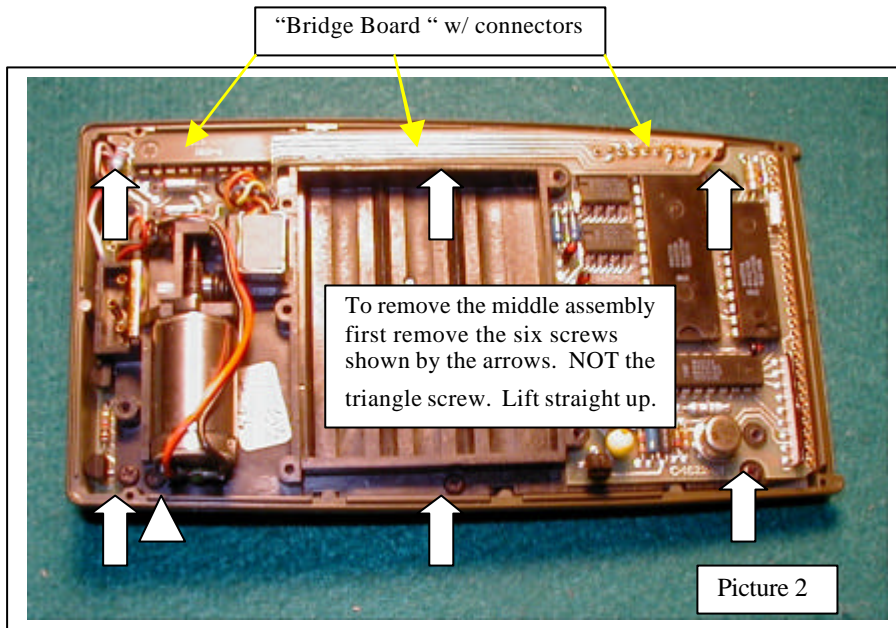 “Bridge Board “ w/ connectors
To remove the middle assembly
first remove the six screws
shown by the arrows. NOT the
triangle screw. Lift straight up.
Picture 2